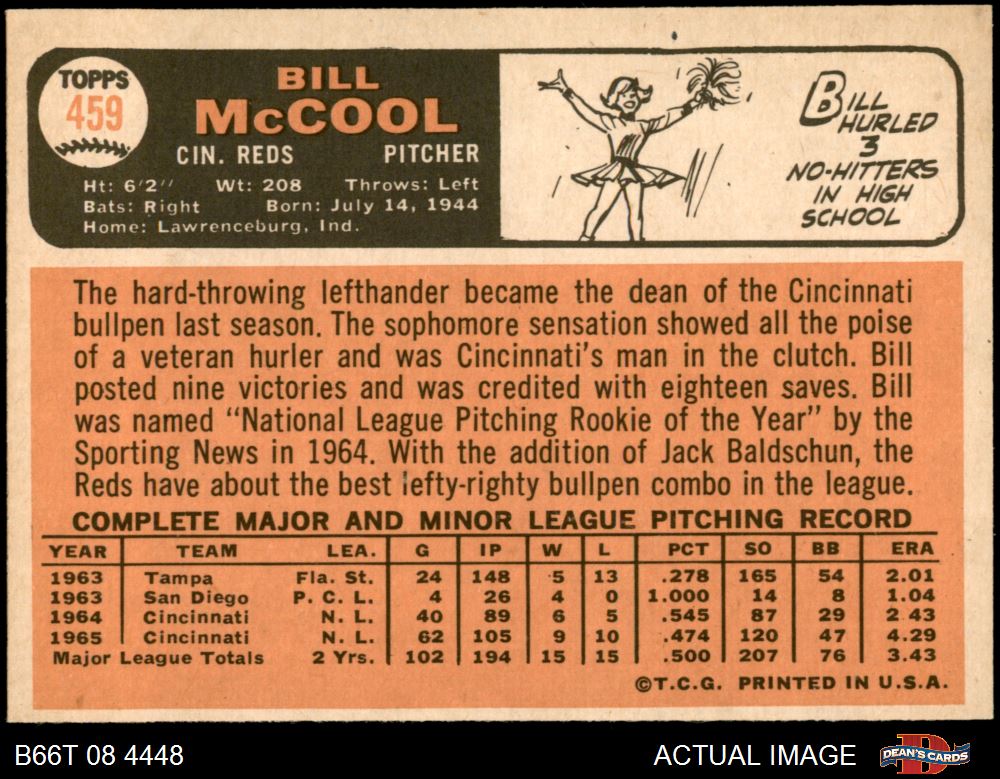 TOPPS
459
BILL
McCOOL
CIN. REDS PITCHER
Ht: 6'2" Wt: 208 Throws: Left
Bats: Right Born: July 14, 1944
Home: Lawrenceburg, Ind.
BILL
HURLED
3
NO-HITTERS
IN HIGH
SCHOOL
The hard-throwing lefthander became the dean of the Cincinnati
bullpen last season. The sophomore sensation showed all the poise
of a veteran hurler and was Cincinnati's man in the clutch. Bill
posted nine victories and was credited with eighteen saves. Bill
was named "National League Pitching Rookie of the Year" by the
Sporting News in 1964. With the addition of Jack Baldschun, the
Reds have about the best lefty-righty bullpen combo in the league.
COMPLETE MAJOR AND MINOR LEAGUE PITCHING RECORD
YEAR TEAM LEA. G IP W L PCT SO BB ERA
1963 Tampa Fla. St. 24 148 5 13 .278 165 54 2.01
1963 San Diego P. C. L. 4 26 4 0 1.000 14 8 1.04
1964 Cincinnati N. L. 40 89 6 5 .545 87 29 2.43
1965 Cincinnati N. L. 62 105 9 10 .474 120 47 4.29
Major League Totals 2 Yrs. 102 194 15 15 .500 207 76 3.43
©T.C.G. PRINTED IN U.S.A.
B66T 08 4448 ACTUAL IMAGE DEAN'S CARDS